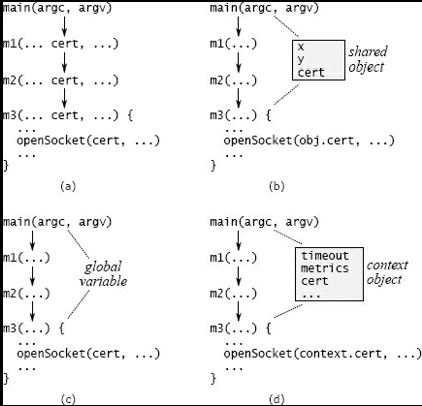 main(argc, argv)
m1(... cert, ...)
m2(... cert, ...)
m3(... cert, ...) {
...
openSocket(cert, ...)
...
}
(a)
main(argc, argv)
m1(...)
m2(...)
m3(...) {
...
openSocket(obj.cert, ...)
...
}
x
y
cert
shared
object
(b)
main(argc, argv)
m1(...)
m2(...)
m3(...) {
...
openSocket(cert, ...)
...
}
global
variable
(c)
main(argc, argv)
m1(...)
m2(...)
m3(...) {
...
openSocket(context.cert, ...)
...
}
timeout
metrics
cert
...
context
object
(d)